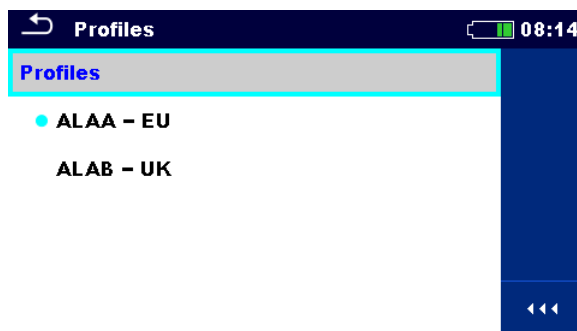 Profiles 08:14
Profiles
ALAA – EU
ALAB – UK